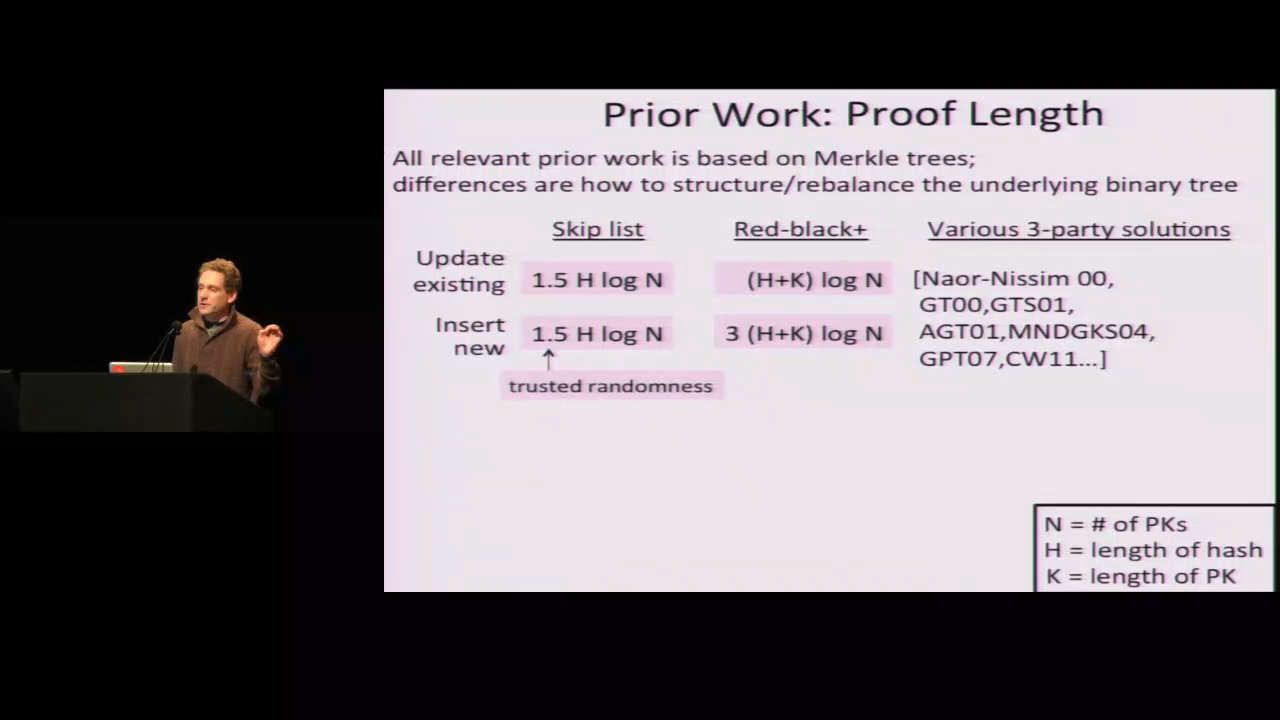 Prior Work: Proof Length
All relevant prior work is based on Merkle trees;
differences are how to structure/rebalance the underlying binary tree
Skip list
Red-black+
Various 3-party solutions
Update
existing
1.5 H log N
(H+K) log N
[Naor-Nissim 00,
GT00,GTS01,
AGT01,MNDGKS04,
GPT07,CW11...]
Insert
new
1.5 H log N
3 (H+K) log N
trusted randomness
N = # of PKs
H = length of hash
K = length of PK